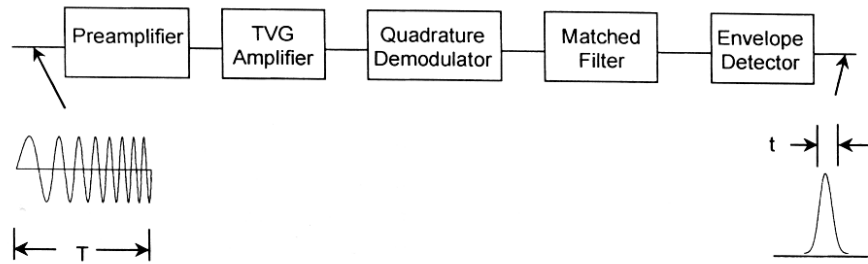 Preamplifier
TVG
Amplifier
Quadrature
Demodulator
Matched
Filter
Envelope
Detector
t
T